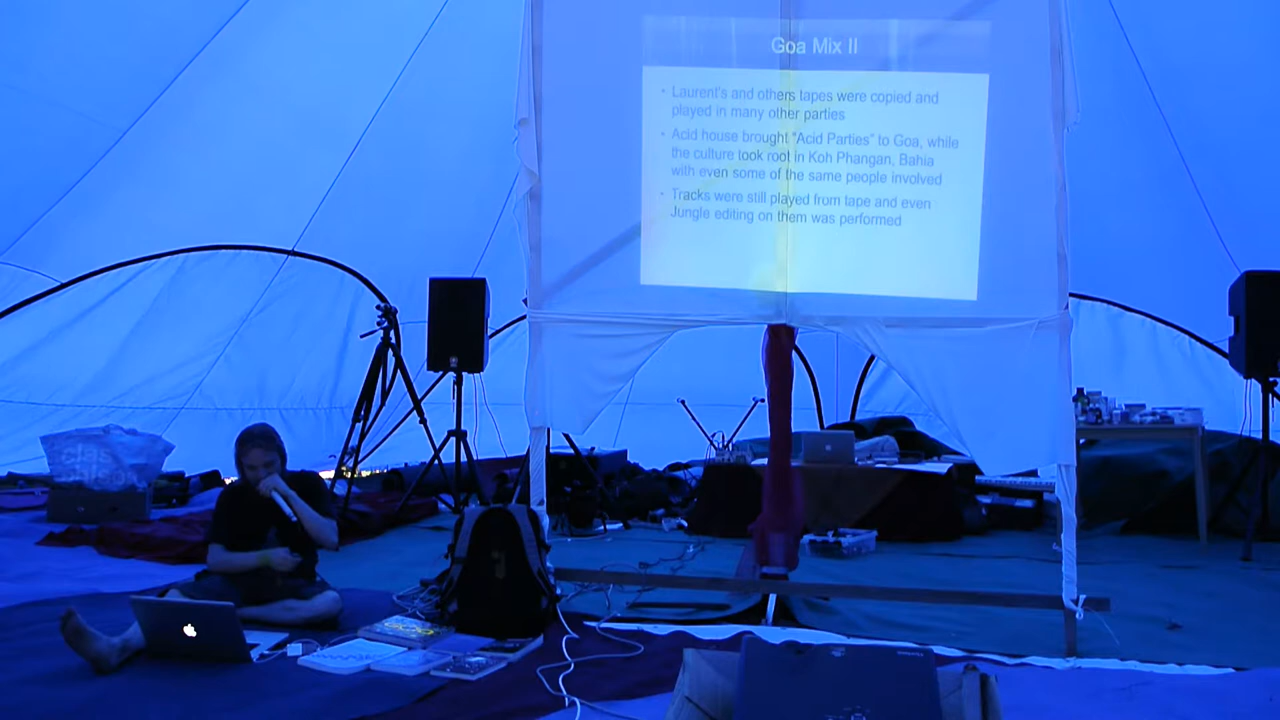 Goa Mix II
• Laurent's and others tapes were copied and
played in many other parties
• Acid house brought "Acid Parties" to Goa, while
the culture took root in Koh Phangan, Bahia
with even some of the same people involved
• Tracks were still played from tape and even
Jungle editing on them was performed